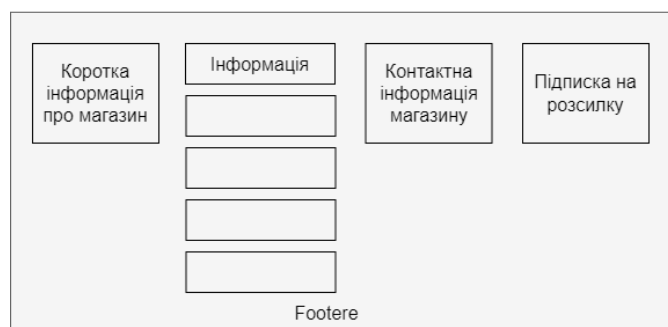 Коротка
інформація
про магазин
Інформація
Контактна
інформація
магазину
Підписка на
розсилку
Footere